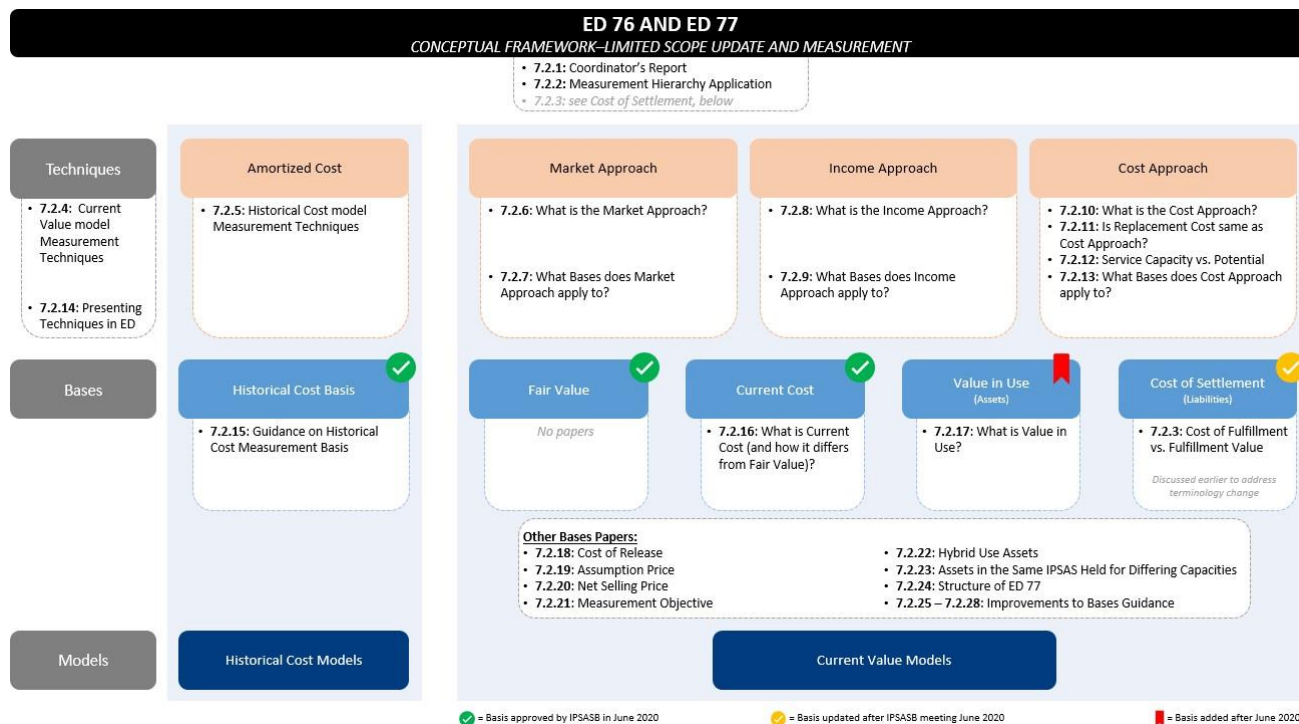 ED 76 AND ED 77
CONCEPTUAL FRAMEWORK–LIMITED SCOPE UPDATE AND MEASUREMENT
• 7.2.1: Coordinator's Report
• 7.2.2: Measurement Hierarchy Application
• 7.2.3: see Cost of Settlement, below
Techniques
• 7.2.4: Current
Value model
Measurement
Techniques
• 7.2.14: Presenting
Techniques in ED
Amortized Cost
• 7.2.5: Historical Cost model
Measurement Techniques
Market Approach
• 7.2.6: What is the Market Approach?
• 7.2.7: What Bases does Market
Approach apply to?
Income Approach
• 7.2.8: What is the Income Approach?
• 7.2.9: What Bases does Income
Approach apply to?
Cost Approach
• 7.2.10: What is the Cost Approach?
• 7.2.11: Is Replacement Cost same as
Cost Approach?
• 7.2.12: Service Capacity vs. Potential
• 7.2.13: What Bases does Cost Approach
apply to?
Bases
Historical Cost Basis
• 7.2.15: Guidance on Historical
Cost Measurement Basis
Fair Value
No papers
Current Cost
• 7.2.16: What is Current
Cost (and how it differs
from Fair Value)?
Value in Use
(Assets)
• 7.2.17: What is Value in
Use?
Cost of Settlement
(Liabilities)
• 7.2.3: Cost of Fulfillment
vs. Fulfillment Value
Discussed earlier to address
terminology change
Other Bases Papers:
• 7.2.18: Cost of Release
• 7.2.19: Assumption Price
• 7.2.20: Net Selling Price
• 7.2.21: Measurement Objective
• 7.2.22: Hybrid Use Assets
• 7.2.23: Assets in the Same IPSAS Held for Differing Capacities
• 7.2.24: Structure of ED 77
• 7.2.25 – 7.2.28: Improvements to Bases Guidance
Models
Historical Cost Models
Current Value Models
= Basis approved by IPSASB in June 2020
= Basis updated after IPSASB meeting June 2020
= Basis added after June 2020